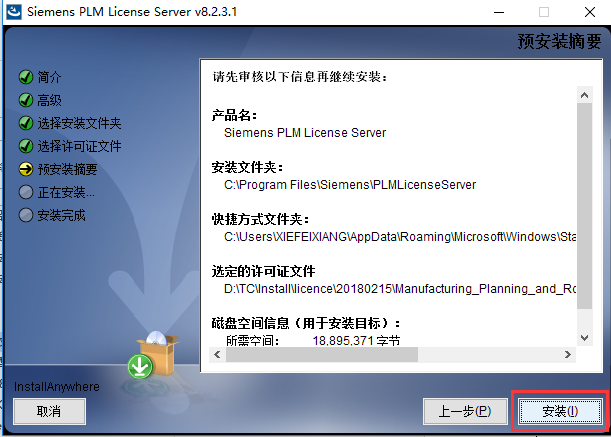 Siemens PLM License Server v8.2.3.1
预安装摘要
简介
高级
选择安装文件夹
选择许可证文件
预安装摘要
正在安装...
安装完成
请先审核以下信息再继续安装：
产品名：
Siemens PLM License Server
安装文件夹：
C:\Program Files\Siemens\PLMLicenseServer
快捷方式文件夹：
C:\Users\XIEFEIXIANG\AppData\Roaming\Microsoft\Windows\Sta
选定的许可证文件
D:\TC\Install\licence\20180215\Manufacturing_Planning_and_Ro
磁盘空间信息（用于安装目标）：
所需空间： 18,895,371 字节
InstallAnywhere
取消
上一步(P)
安装(I)